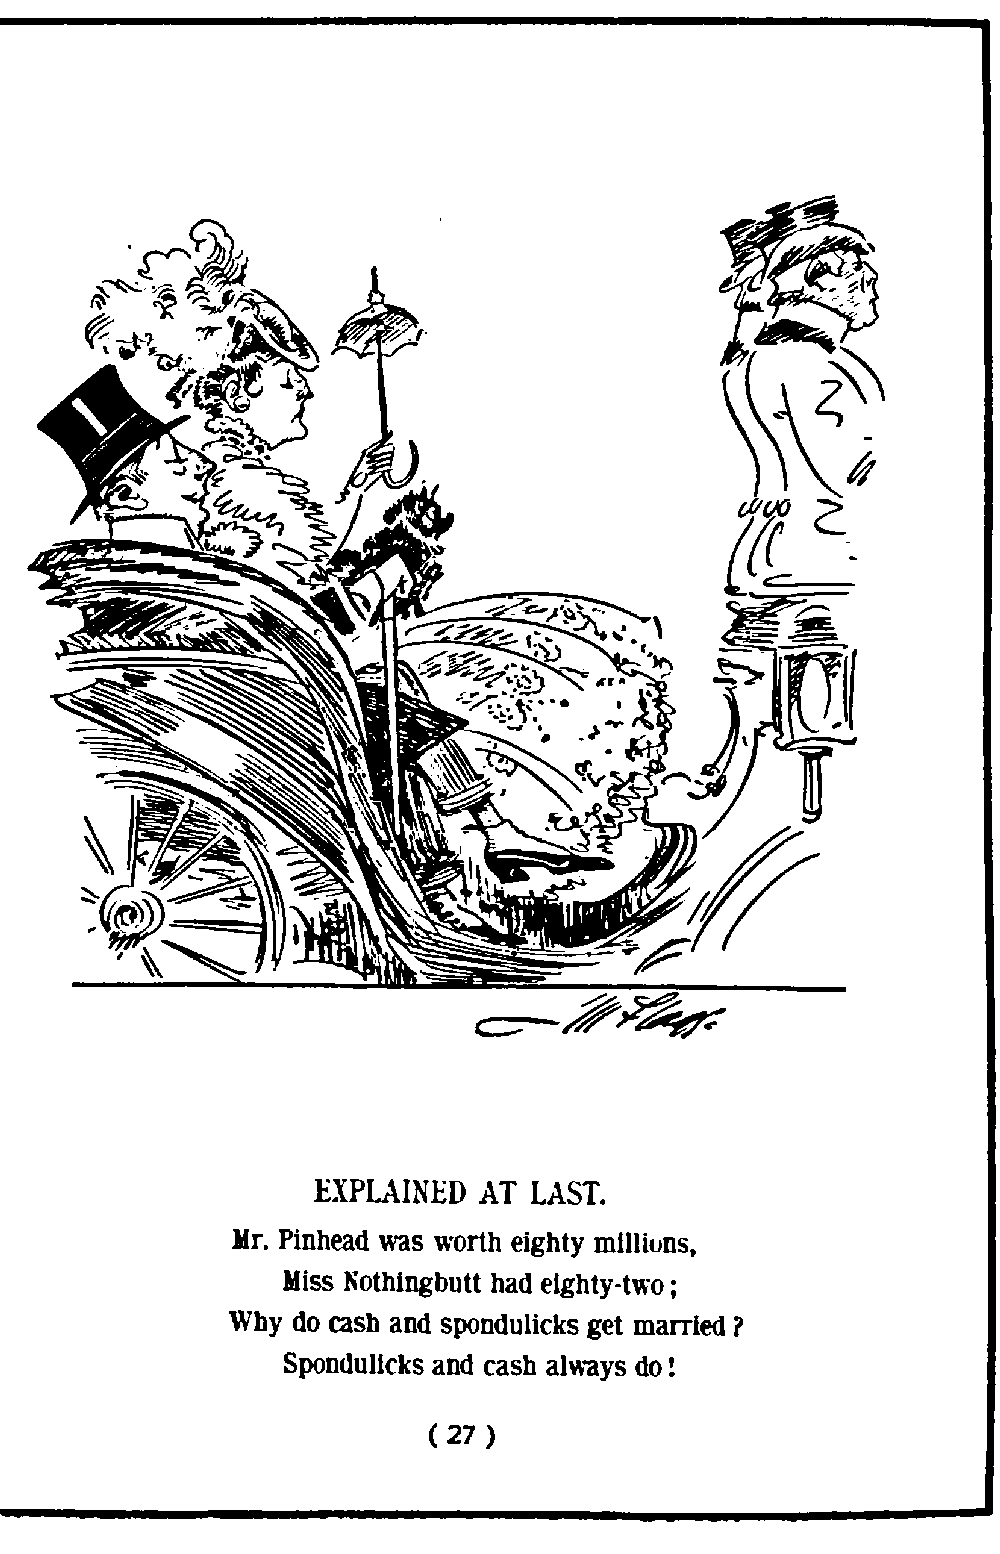 J M Flagg.
EXPLAINED AT LAST.
Mr. Pinhead was worth eighty millions,
Miss Nothingbutt had eighty-two;
Why do cash and spondulicks get married?
Spondulicks and cash always do!
( 27 )